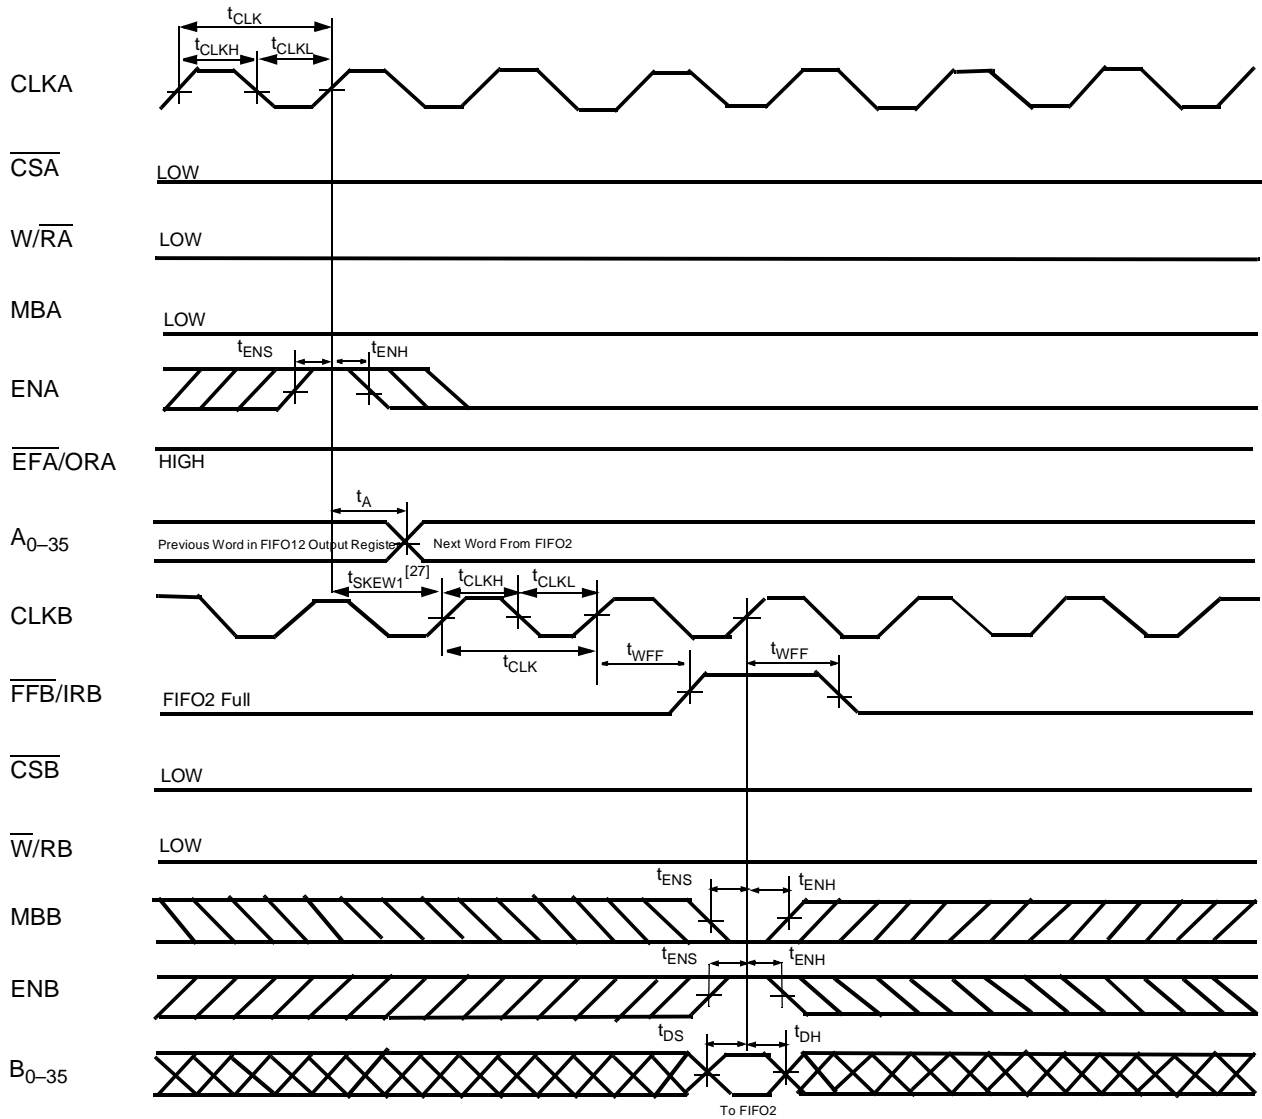 tCLK
tCLKH tCLKL
CLKA
CSA
LOW
W/RA
LOW
MBA
LOW
tENS tENH
ENA
EFA/ORA
HIGH
tA
A0–35
Previous Word in FIFO12 Output Register Next Word From FIFO2
tSKEW1[27] tCLKH tCLKL
CLKB
tCLK tWFF tWFF
FFB/IRB
FIFO2 Full
CSB
LOW
W/RB
LOW
tENS tENH
MBB
tENS tENH
ENB
tDS tDH
B0–35
To FIFO2